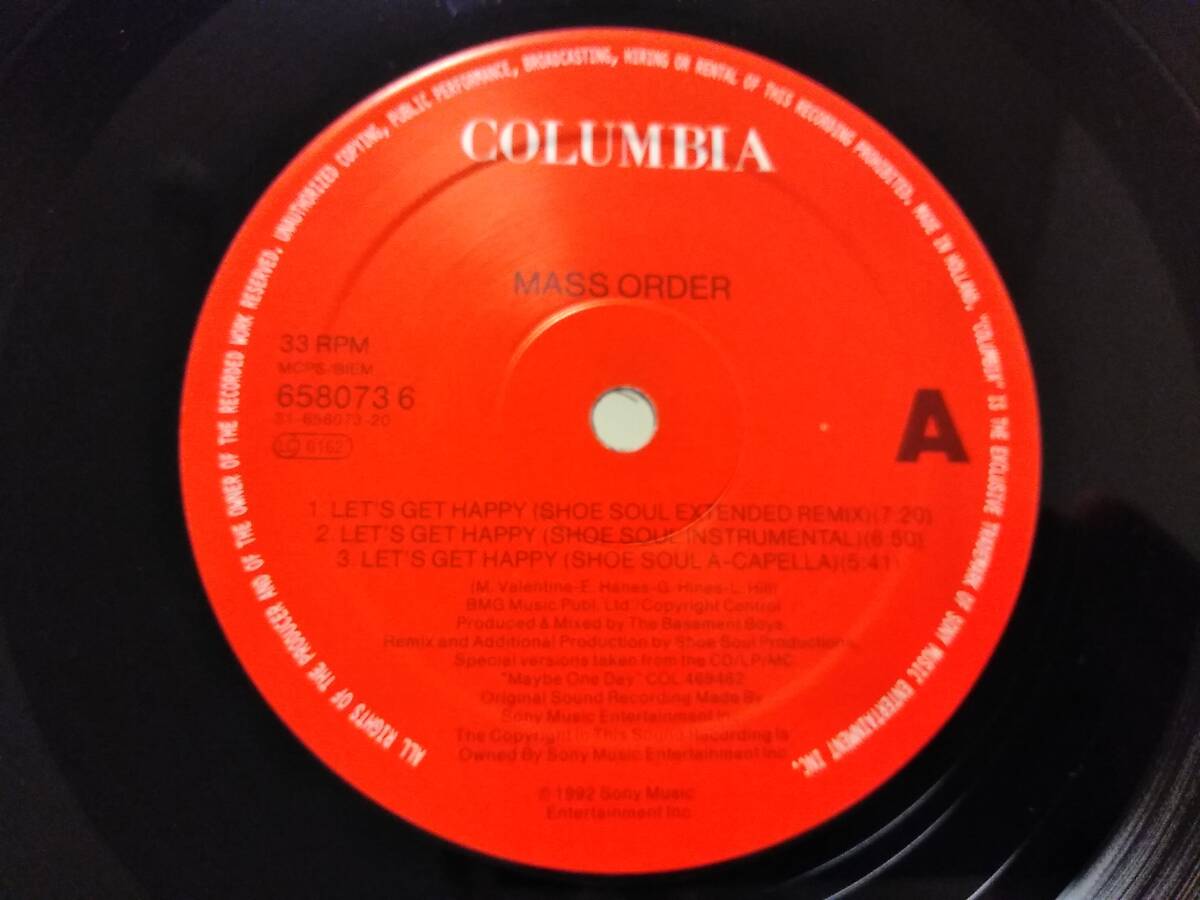 ALL RIGHTS OF THE PRODUCER AND OF THE OWNER OF THE RECORDED WORK RESERVED. UNAUTHORIZED COPYING, PUBLIC PERFORMANCE, BROADCASTING, HIRING OR RENTAL OF THIS RECORDING PROHIBITED. MADE IN HOLLAND. "COLUMBIA" IS THE EXCLUSIVE TRADEMARK OF SONY MUSIC ENTERTAINMENT INC.
COLUMBIA
MASS ORDER
33 RPM
MCPS/BIEM
658073 6
31-658073-20
LC 0162
A
1. LET'S GET HAPPY (SHOE SOUL EXTENDED REMIX)(7:20)
2. LET'S GET HAPPY (SHOE SOUL INSTRUMENTAL)(6:50)
3. LET'S GET HAPPY (SHOE SOUL A-CAPELLA)(5:41)
(M. Valentine-E. Hanes-G. Hines-L. Hill)
BMG Music Publ. Ltd./Copyright Control
Produced & Mixed by The Basement Boys
Remix and Additional Production by Shoe Soul Productions
Special versions taken from the CD/LP/MC
"Maybe One Day" COL 469462
Original Sound Recording Made By
Sony Music Entertainment Inc.
The Copyright In This Sound Recording Is
Owned By Sony Music Entertainment Inc.
℗ 1992 Sony Music
Entertainment Inc.